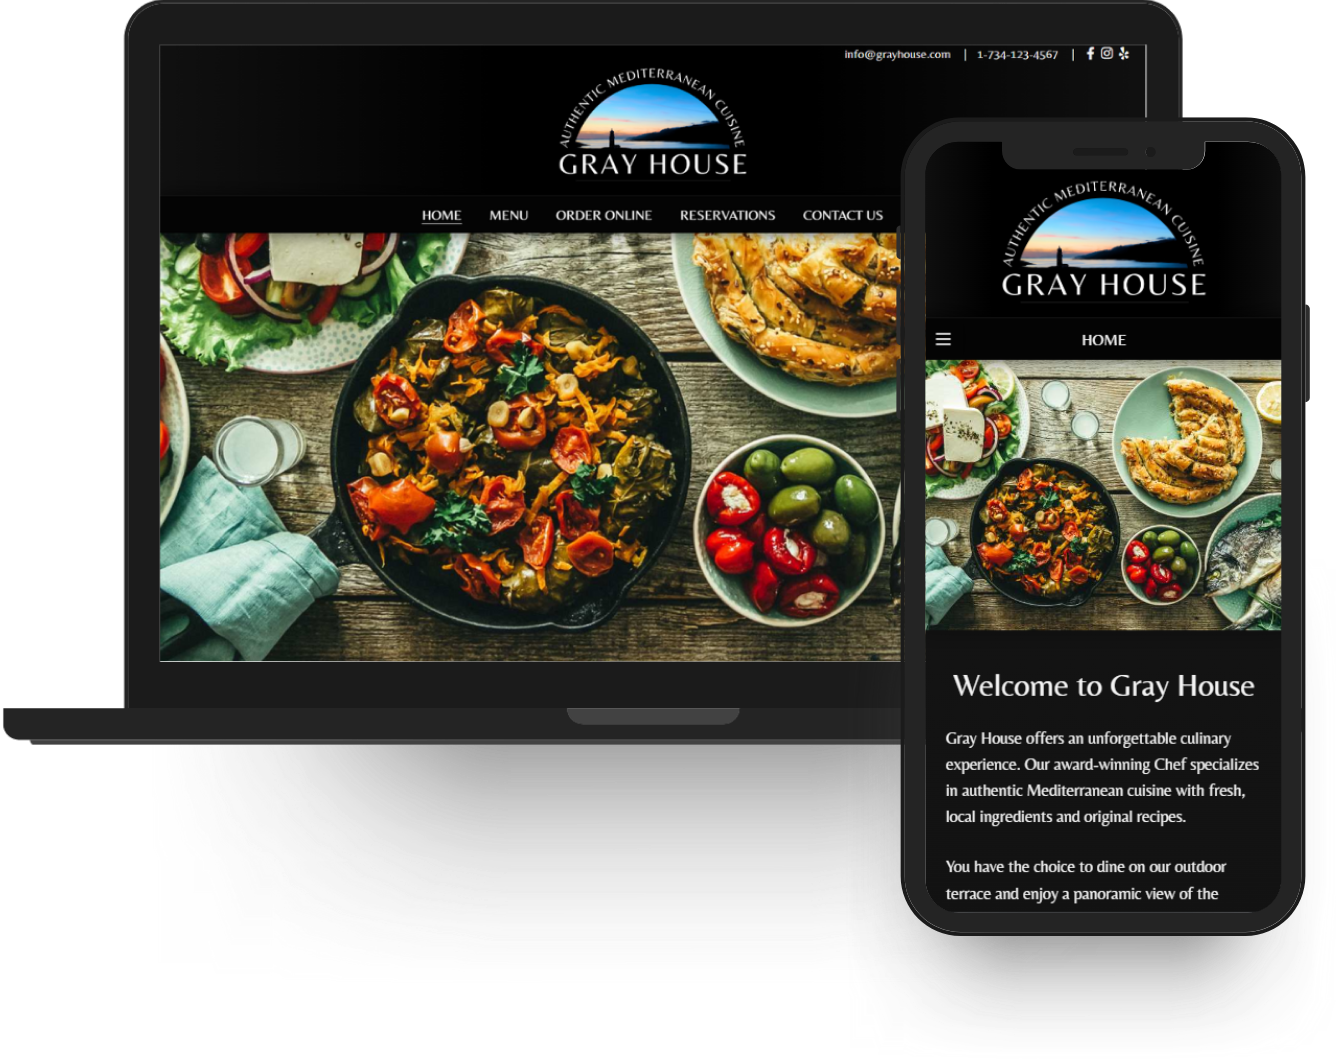 info@grayhouse.com | 1-734-123-4567 |
AUTHENTIC MEDITERRANEAN CUISINE
GRAY HOUSE
HOME MENU ORDER ONLINE RESERVATIONS CONTACT US
AUTHENTIC MEDITERRANEAN CUISINE
GRAY HOUSE
HOME
Welcome to Gray House
Gray House offers an unforgettable culinary
experience. Our award-winning Chef specializes
in authentic Mediterranean cuisine with fresh,
local ingredients and original recipes.
You have the choice to dine on our outdoor
terrace and enjoy a panoramic view of the